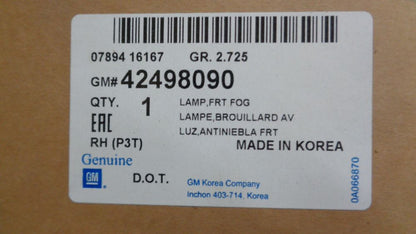 07894 16167 GR. 2.725
GM# 42498090
QTY. 1 LAMP,FRT FOG
LAMPE,BROUILLARD AV
EAC LUZ,ANTINIEBLA FRT
RH (P3T) MADE IN KOREA
Genuine
GM D.O.T. GM Korea Company
Inchon 403-714, Korea
0A066870